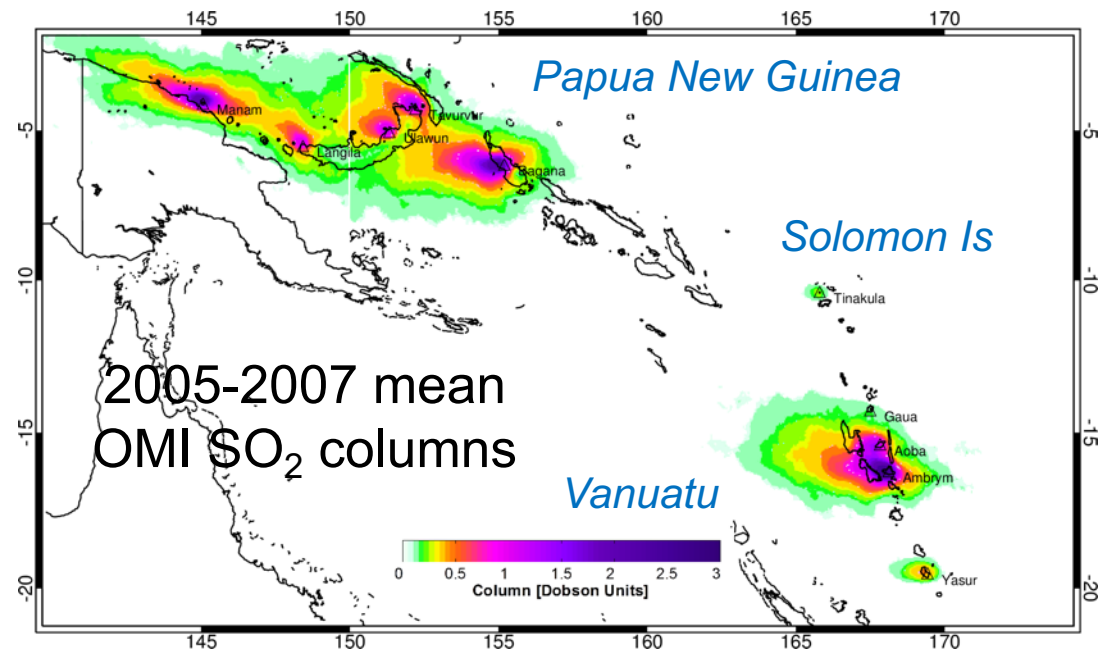 145 150 155 160 165 170
Papua New Guinea
Manam
Tavurvur
Ulawun
Langila
Bagana
-5 -5
Solomon Is
-10 -10
Tinakula
2005-2007 mean
OMI SO₂ columns
Gaua
-15 -15
Aoba
Ambrym
Vanuatu
0 0.5 1 1.5 2 2.5 3
Column [Dobson Units]
Yasur
-20 -20
145 150 155 160 165 170